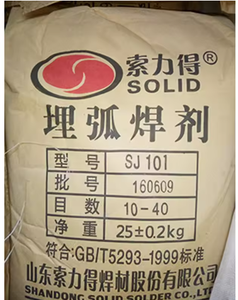 索力得®
SOLID
埋弧焊剂
型号 SJ 101
批号 160609
目数 10-40
净重 25±0.2kg
符合:GB/T5293-1999标准
山东索力得焊材股份有限公司
SHANDONG SOLID SOLDER CO.,LTD.